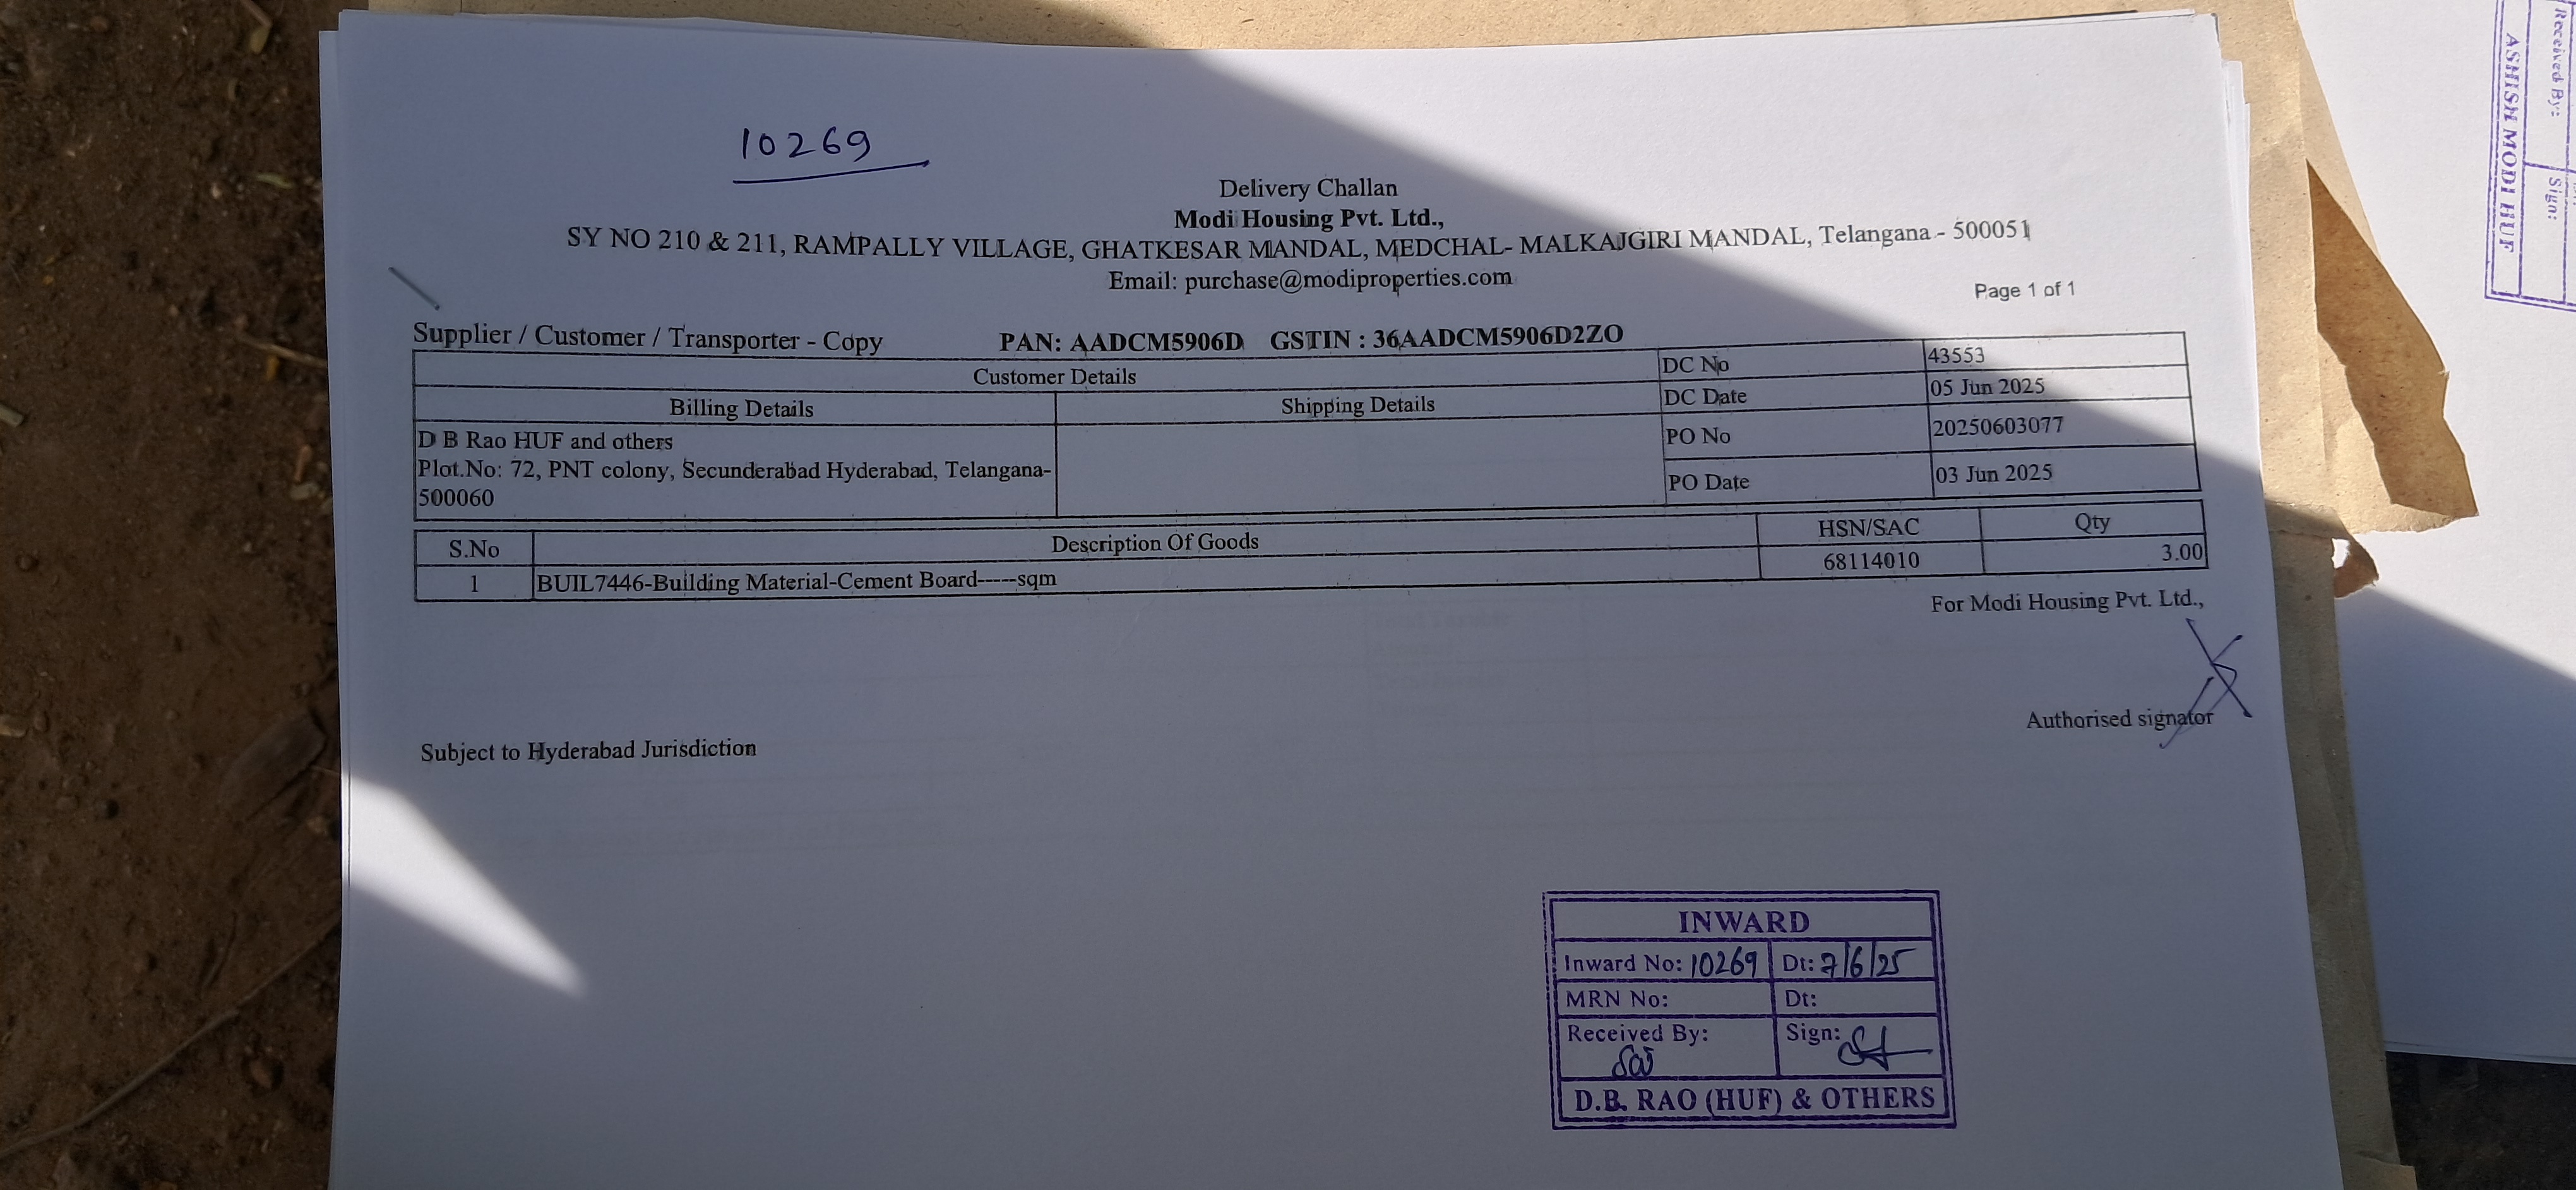 10269
Delivery Challan
Modi Housing Pvt. Ltd.,
SY NO 210 & 211, RAMPALLY VILLAGE, GHATKESAR MANDAL, MEDCHAL- MALKAJGIRI MANDAL, Telangana - 500051
Email: purchase@modiproperties.com
Page 1 of 1
Supplier / Customer / Transporter - Copy PAN: AADCM5906D GSTIN : 36AADCM5906D2ZO
Customer Details
Billing Details Shipping Details
D B Rao HUF and others
Plot.No: 72, PNT colony, Secunderabad Hyderabad, Telangana-
500060
DC No 43553
DC Date 05 Jun 2025
PO No 20250603077
PO Date 03 Jun 2025
S.No Description Of Goods HSN/SAC Qty
1 BUIL7446-Building Material-Cement Board-----sqm 68114010 3.00
For Modi Housing Pvt. Ltd.,
Authorised signator
Subject to Hyderabad Jurisdiction
INWARD
Inward No: 10269 Dt: 7/6/25
MRN No: Dt:
Received By: Sign:
D.B. RAO (HUF) & OTHERS
Received By: Sign:
ASHISH MODI HUF